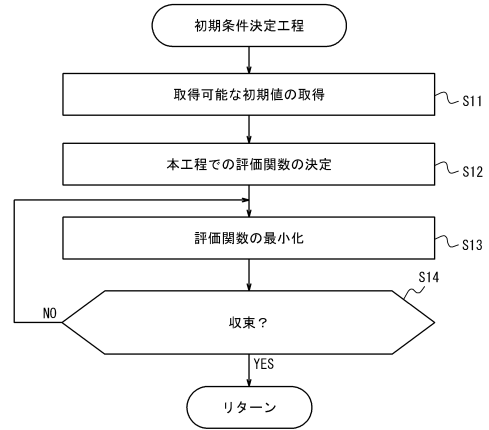 初期条件決定工程
取得可能な初期値の取得
S11
本工程での評価関数の決定
S12
評価関数の最小化
S13
S14
収束？
NO
YES
リターン